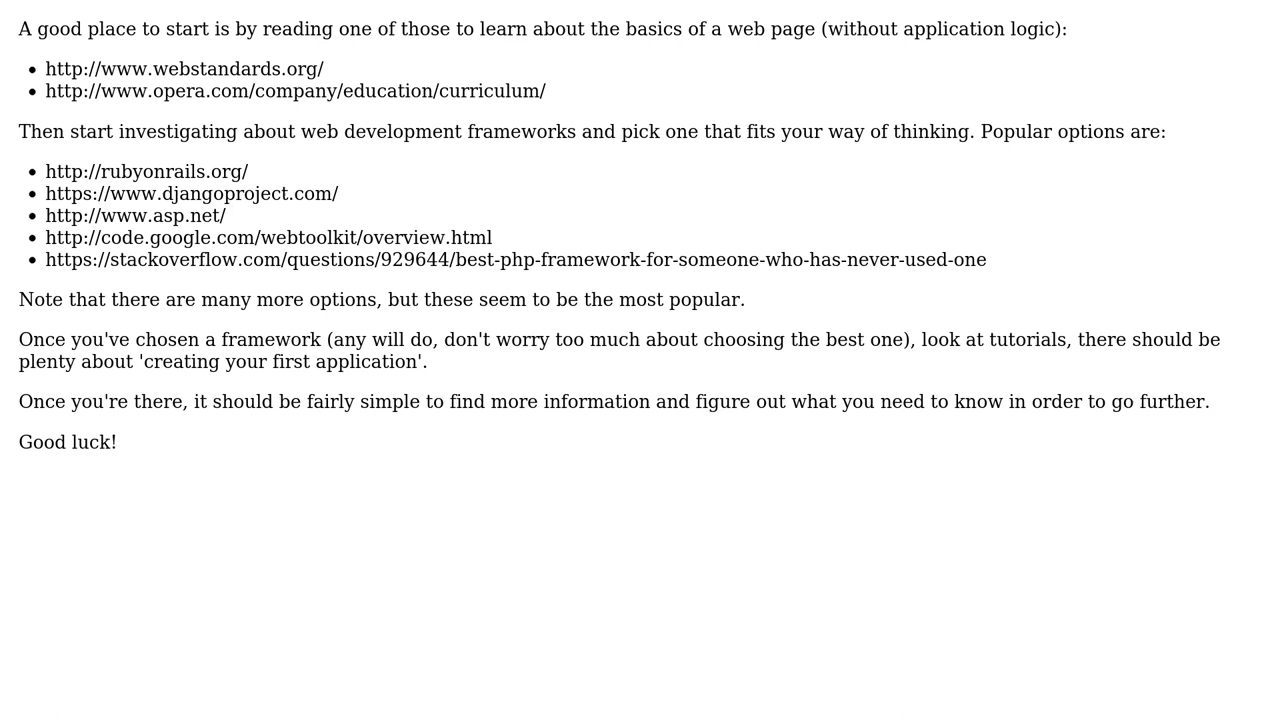 A good place to start is by reading one of those to learn about the basics of a web page (without application logic):
• http://www.webstandards.org/
• http://www.opera.com/company/education/curriculum/
Then start investigating about web development frameworks and pick one that fits your way of thinking. Popular options are:
• http://rubyonrails.org/
• https://www.djangoproject.com/
• http://www.asp.net/
• http://code.google.com/webtoolkit/overview.html
• https://stackoverflow.com/questions/929644/best-php-framework-for-someone-who-has-never-used-one
Note that there are many more options, but these seem to be the most popular.
Once you've chosen a framework (any will do, don't worry too much about choosing the best one), look at tutorials, there should be
plenty about 'creating your first application'.
Once you're there, it should be fairly simple to find more information and figure out what you need to know in order to go further.
Good luck!